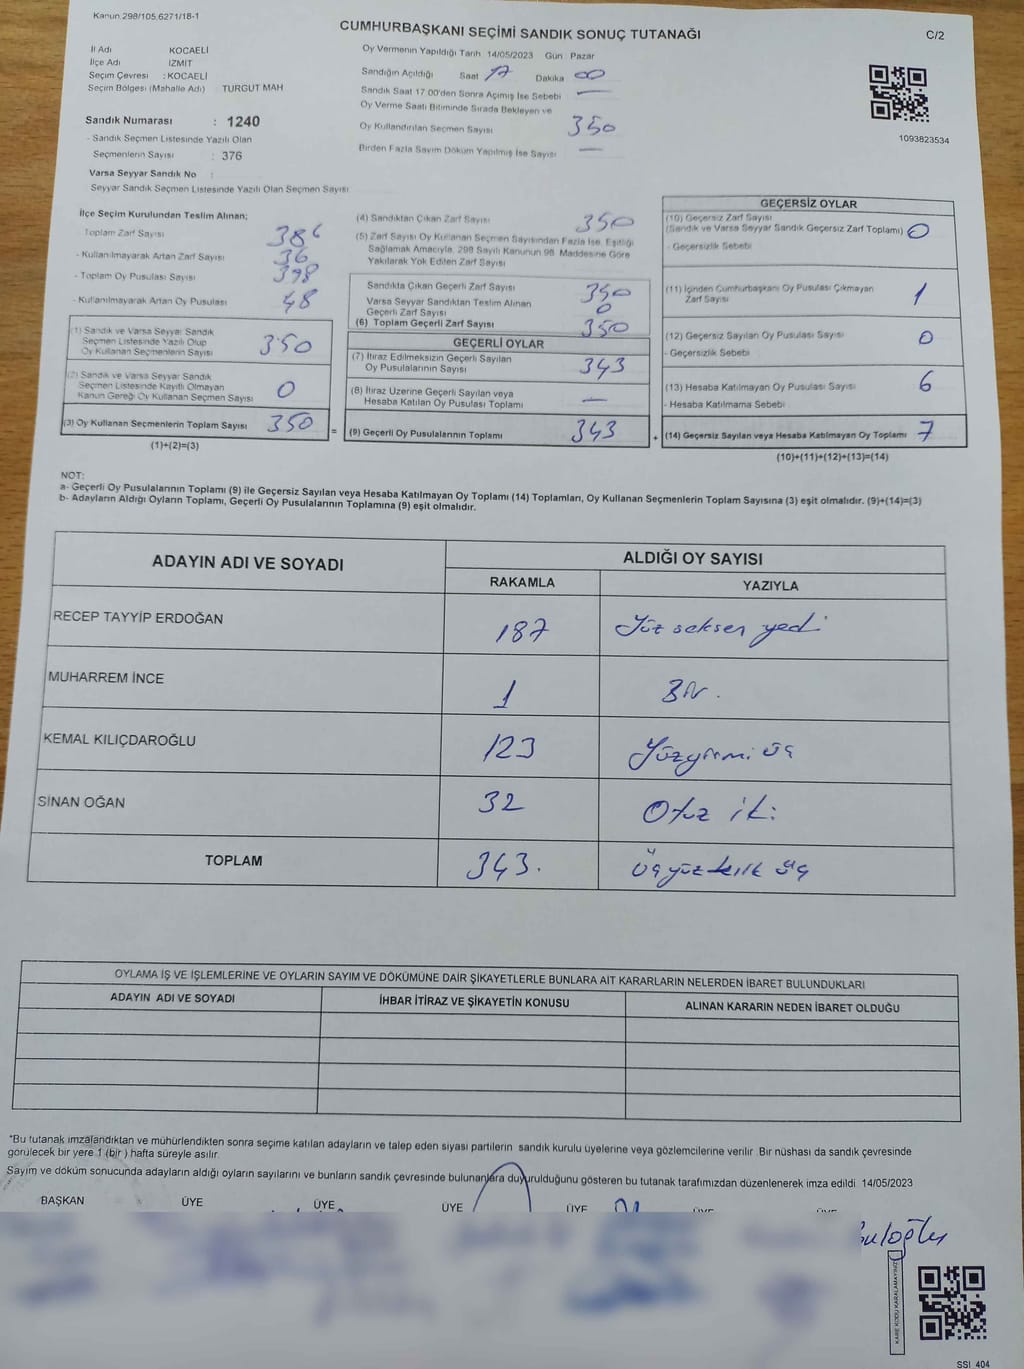 Kanun 298/105,6271/18-1
CUMHURBAŞKANI SEÇİMİ SANDIK SONUÇ TUTANAĞI
C/2
İl Adı KOCAELİ
İlçe Adı İZMİT
Seçim Çevresi : KOCAELİ
Seçim Bölgesi (Mahalle Adı) TURGUT MAH
Sandık Numarası : 1240
- Sandık Seçmen Listesinde Yazılı Olan
Seçmenlerin Sayısı : 376
Varsa Seyyar Sandık No :
Seyyar Sandık Seçmen Listesinde Yazılı Olan Seçmen Sayısı
Oy Vermenin Yapıldığı Tarih 14/05/2023 Gün Pazar
Sandığın Açıldığı Saat 17 Dakika 00
Sandık Saat 17.00'den Sonra Açılmış İse Sebebi —
Oy Verme Saati Bitiminde Sırada Bekleyen ve
Oy Kullandırılan Seçmen Sayısı 350
Birden Fazla Sayım Döküm Yapılmış İse Sayısı —
1093823534
İlçe Seçim Kurulundan Teslim Alınan;
Toplam Zarf Sayısı 386
- Kullanılmayarak Artan Zarf Sayısı 36
- Toplam Oy Pusulası Sayısı 398
- Kullanılmayarak Artan Oy Pusulası 48
(1) Sandık ve Varsa Seyyar Sandık
Seçmen Listesinde Yazılı Olup
Oy Kullanan Seçmenlerin Sayısı 350
(2) Sandık ve Varsa Seyyar Sandık
Seçmen Listesinde Kayıtlı Olmayan
Kanun Gereği Oy Kullanan Seçmen Sayısı 0
(3) Oy Kullanan Seçmenlerin Toplam Sayısı 350
(1)+(2)=(3)
(4) Sandıktan Çıkan Zarf Sayısı 350
(5) Zarf Sayısı Oy Kullanan Seçmen Sayısından Fazla İse, Eşitliği
Sağlamak Amacıyla, 298 Sayılı Kanunun 98. Maddesine Göre
Yakılarak Yok Edilen Zarf Sayısı
Sandıkta Çıkan Geçerli Zarf Sayısı 350
Varsa Seyyar Sandıktan Teslim Alınan
Geçerli Zarf Sayısı 0
(6) Toplam Geçerli Zarf Sayısı 350
GEÇERLİ OYLAR
(7) İtiraz Edilmeksizin Geçerli Sayılan
Oy Pusulalarının Sayısı 343
(8) İtiraz Üzerine Geçerli Sayılan veya
Hesaba Katılan Oy Pusulası Toplamı —
= (9) Geçerli Oy Pusulalarının Toplamı 343
GEÇERSİZ OYLAR
(10) Geçersiz Zarf Sayısı
(Sandık ve Varsa Seyyar Sandık Geçersiz Zarf Toplamı) 0
- Geçersizlik Sebebi
(11) İçinden Cumhurbaşkanı Oy Pusulası Çıkmayan
Zarf Sayısı 1
(12) Geçersiz Sayılan Oy Pusulası Sayısı 0
- Geçersizlik Sebebi
(13) Hesaba Katılmayan Oy Pusulası Sayısı 6
- Hesaba Katılmama Sebebi
+ (14) Geçersiz Sayılan veya Hesaba Katılmayan Oy Toplamı 7
(10)+(11)+(12)+(13)=(14)
NOT:
a- Geçerli Oy Pusulalarının Toplamı (9) ile Geçersiz Sayılan veya Hesaba Katılmayan Oy Toplamı (14) Toplamları, Oy Kullanan Seçmenlerin Toplam Sayısına (3) eşit olmalıdır. (9)+(14)=(3)
b- Adayların Aldığı Oyların Toplamı, Geçerli Oy Pusulalarının Toplamına (9) eşit olmalıdır.
ADAYIN ADI VE SOYADI ALDIĞI OY SAYISI
RAKAMLA YAZIYLA
RECEP TAYYİP ERDOĞAN 187 Yüz seksen yedi
MUHARREM İNCE 1 Bir.
KEMAL KILIÇDAROĞLU 123 Yüzyirmi üç
SİNAN OĞAN 32 Otuz iki
TOPLAM 343. Üçyüz kırk üç
OYLAMA İŞ VE İŞLEMLERİNE VE OYLARIN SAYIM VE DÖKÜMÜNE DAİR ŞİKAYETLERLE BUNLARA AİT KARARLARIN NELERDEN İBARET BULUNDUKLARI
ADAYIN ADI VE SOYADI İHBAR İTİRAZ VE ŞİKAYETİN KONUSU ALINAN KARARIN NEDEN İBARET OLDUĞU
"Bu tutanak imzalandıktan ve mühürlendikten sonra seçime katılan adayların ve talep eden siyasi partilerin sandık kurulu üyelerine veya gözlemcilerine verilir. Bir nüshası da sandık çevresinde
görülecek bir yere 1 (bir) hafta süreyle asılır.
Sayım ve döküm sonucunda adayların aldığı oyların sayılarını ve bunların sandık çevresinde bulunanlara duyurulduğunu gösteren bu tutanak tarafımızdan düzenlenerek imza edildi. 14/05/2023
BAŞKAN ÜYE ÜYE ÜYE ÜYE ÜYE ÜYE
KARE KODU KARALAMAYINIZ
SSİ 404